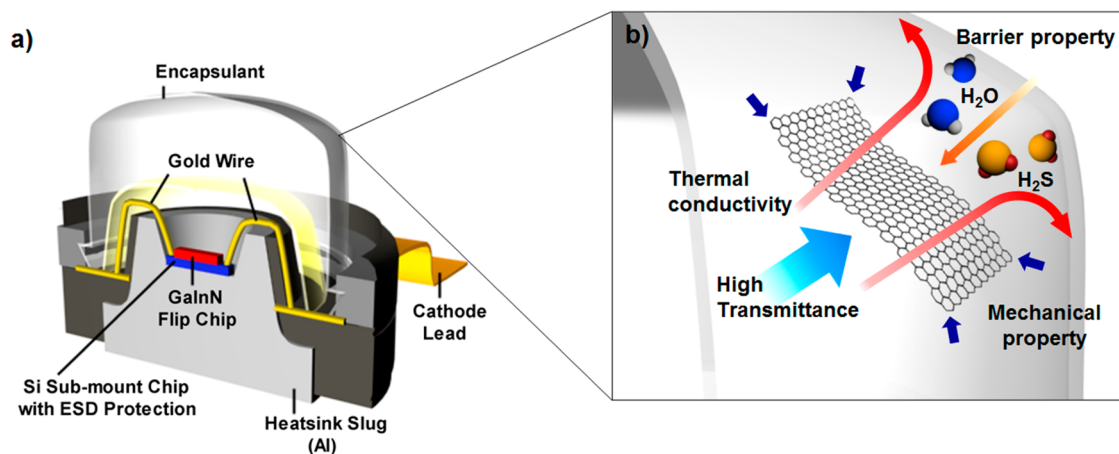 a)
Encapsulant
Gold Wire
GaInN
Flip Chip
Cathode
Lead
Si Sub-mount Chip
with ESD Protection
Heatsink Slug
(Al)
b)
Barrier property
H₂O
H₂S
Thermal
conductivity
High
Transmittance
Mechanical
property